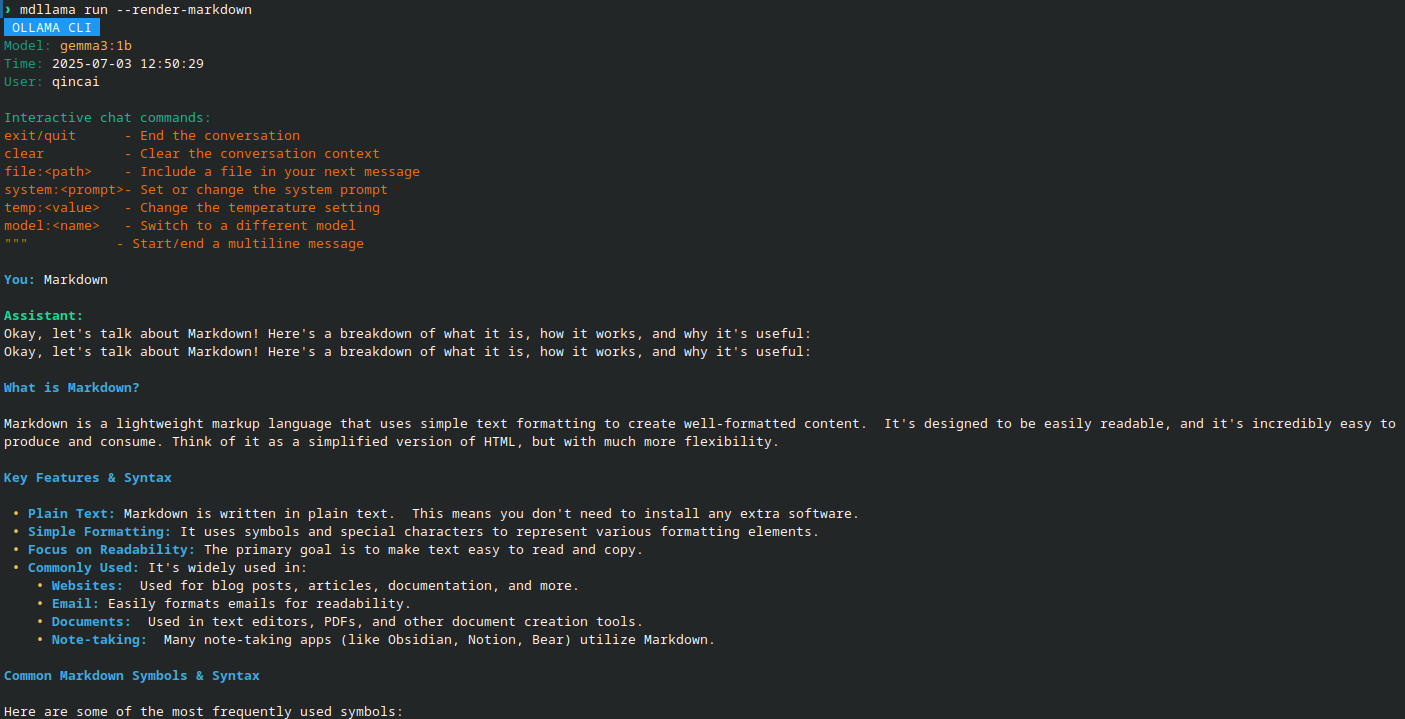 › mdllama run --render-markdown
OLLAMA CLI
Model: gemma3:1b
Time: 2025-07-03 12:50:29
User: qincai
Interactive chat commands:
exit/quit      - End the conversation
clear          - Clear the conversation context
file:<path>    - Include a file in your next message
system:<prompt>- Set or change the system prompt
temp:<value>   - Change the temperature setting
model:<name>   - Switch to a different model
"""           - Start/end a multiline message
You: Markdown
Assistant:
Okay, let's talk about Markdown! Here's a breakdown of what it is, how it works, and why it's useful:
Okay, let's talk about Markdown! Here's a breakdown of what it is, how it works, and why it's useful:
What is Markdown?
Markdown is a lightweight markup language that uses simple text formatting to create well-formatted content.  It's designed to be easily readable, and it's incredibly easy to
produce and consume. Think of it as a simplified version of HTML, but with much more flexibility.
Key Features & Syntax
• Plain Text: Markdown is written in plain text.  This means you don't need to install any extra software.
• Simple Formatting: It uses symbols and special characters to represent various formatting elements.
• Focus on Readability: The primary goal is to make text easy to read and copy.
• Commonly Used: It's widely used in:
• Websites:  Used for blog posts, articles, documentation, and more.
• Email: Easily formats emails for readability.
• Documents:  Used in text editors, PDFs, and other document creation tools.
• Note-taking:  Many note-taking apps (like Obsidian, Notion, Bear) utilize Markdown.
Common Markdown Symbols & Syntax
Here are some of the most frequently used symbols: